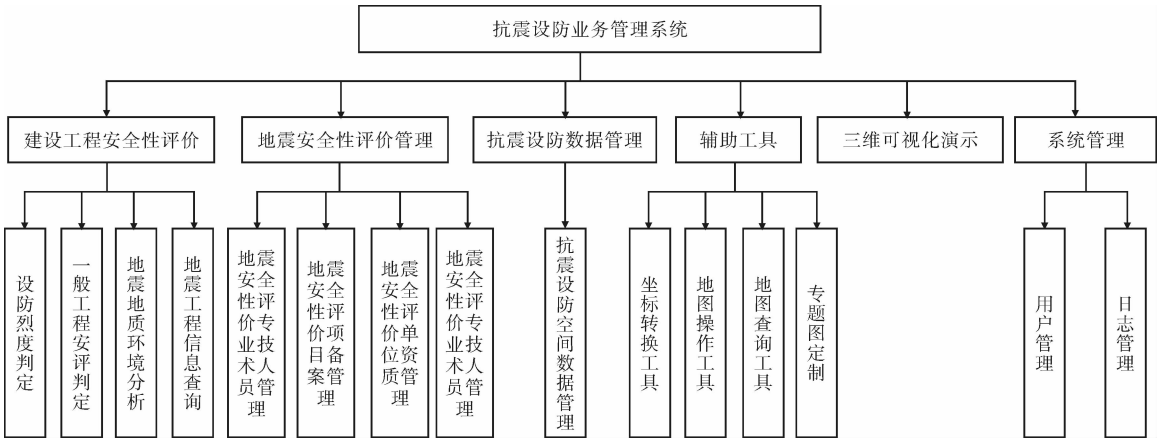 抗震设防业务管理系统
建设工程安全性评价
地震安全性评价管理
抗震设防数据管理
辅助工具
三维可视化演示
系统管理
设防烈度判定
一般工程安评判定
地震地质环境分析
地震工程信息查询
地震安全性评价专业技术人员管理
地震安全性评价项目备案管理
地震安全性评价单位资质管理
地震安全性评价专业技术人员管理
抗震设防空间数据管理
坐标转换工具
地图操作工具
地图查询工具
专题图定制
用户管理
日志管理